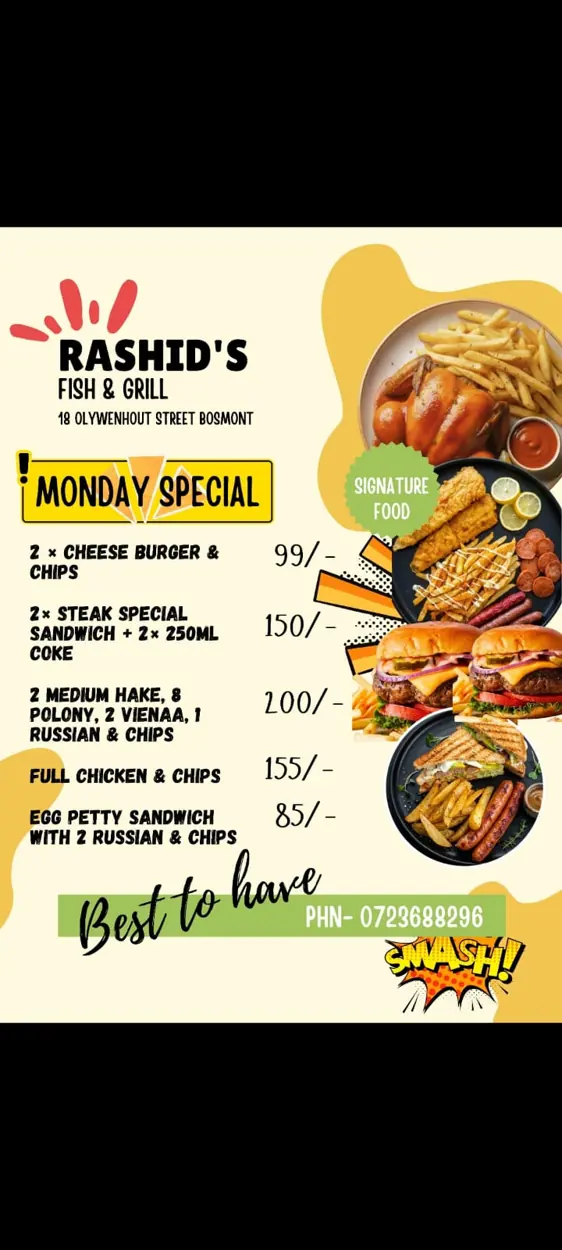 RASHID'S
FISH & GRILL
18 OLYWENHOUT STREET BOSMONT
! MONDAY SPECIAL
SIGNATURE
FOOD
2 × CHEESE BURGER &
CHIPS
99/-
2× STEAK SPECIAL
SANDWICH + 2× 250ML
COKE
150/-
2 MEDIUM HAKE, 8
POLONY, 2 VIENAA, 1
RUSSIAN & CHIPS
200/-
FULL CHICKEN & CHIPS
155/-
EGG PETTY SANDWICH
WITH 2 RUSSIAN & CHIPS
85/-
Best to have
PHN- 0723688296
SMASH!